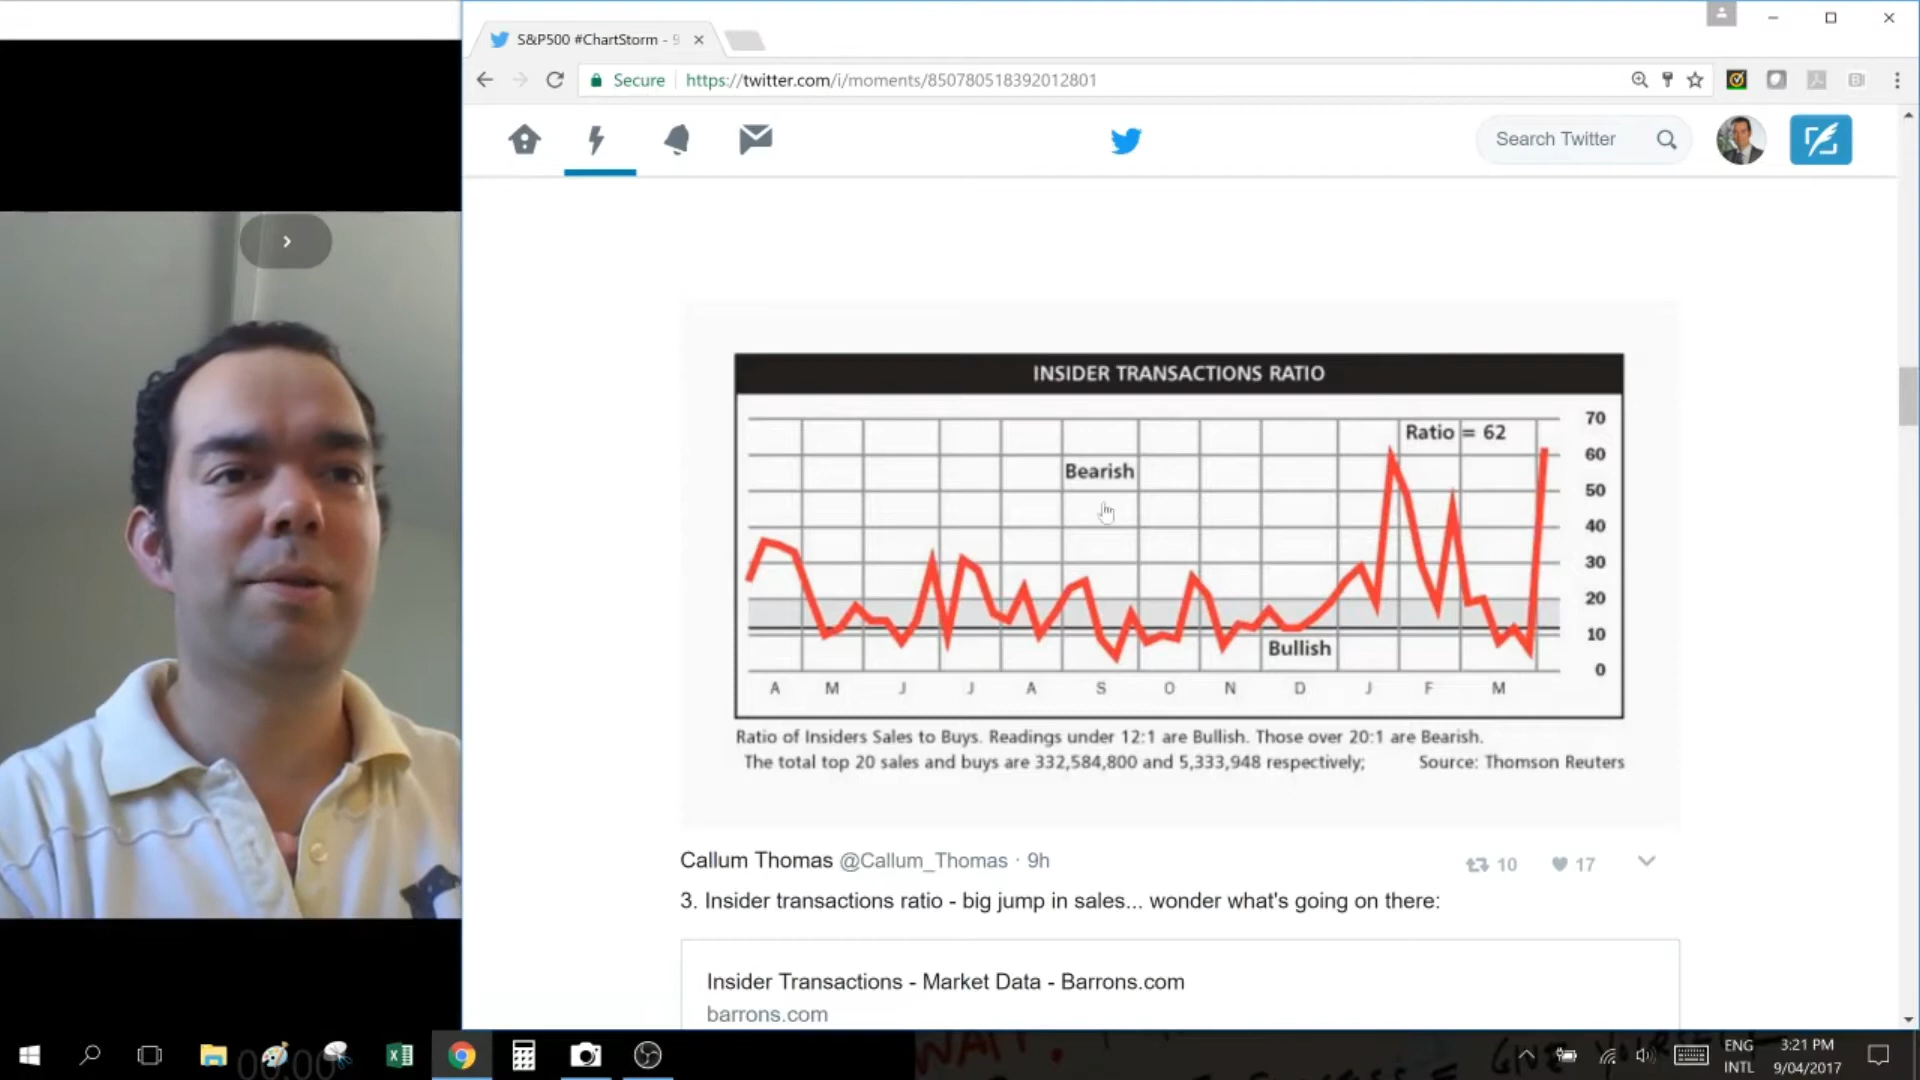 S&P500 #ChartStorm - 9
Secure
https://twitter.com/i/moments/850780518392012801
Search Twitter
INSIDER TRANSACTIONS RATIO
70
Ratio = 62
60
Bearish
50
40
30
20
10
Bullish
0
A M J J A S O N D J F M
Ratio of Insiders Sales to Buys. Readings under 12:1 are Bullish. Those over 20:1 are Bearish.
The total top 20 sales and buys are 332,584,800 and 5,333,948 respectively; Source: Thomson Reuters
Callum Thomas @Callum_Thomas · 9h
10 17
3. Insider transactions ratio - big jump in sales... wonder what's going on there:
Insider Transactions - Market Data - Barrons.com
barrons.com
WAIT.
= GIVE
ENG
INTL
3:21 PM
9/04/2017